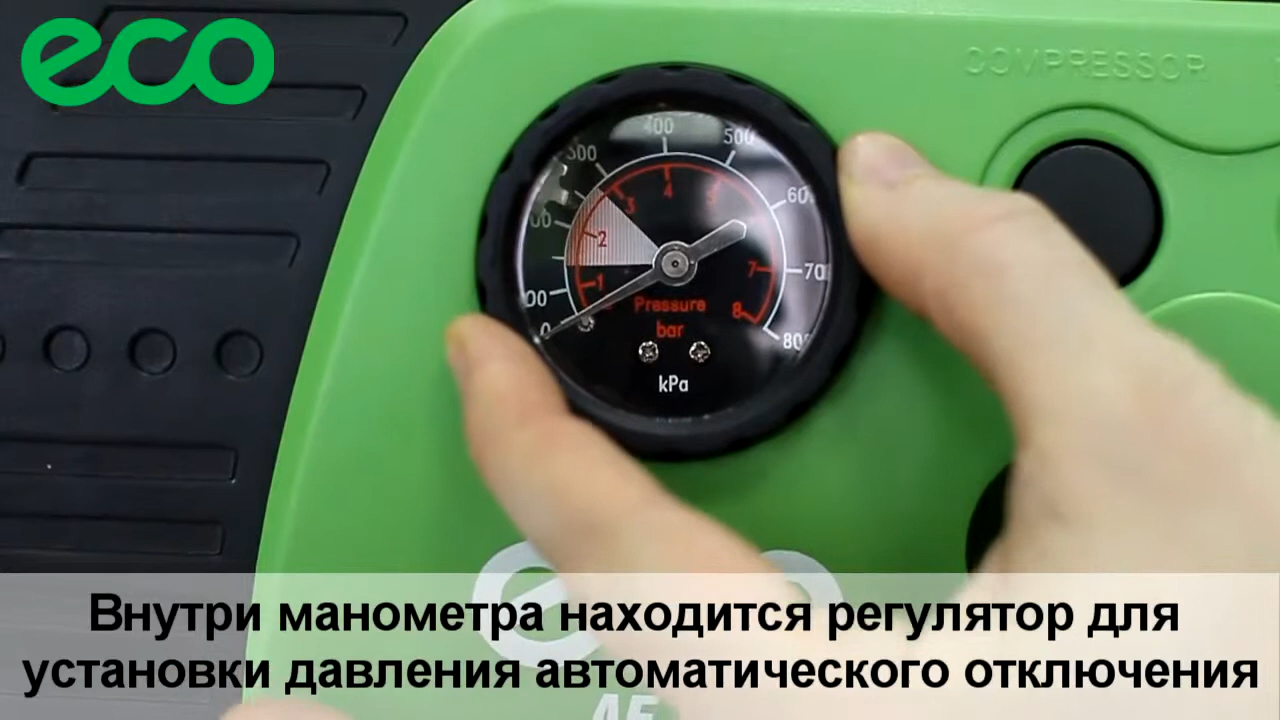 eco
COMPRESSOR
400
500
300
600
700
800
0
1
2
3
4
5
7
8
Pressure
bar
kPa
Внутри манометра находится регулятор для
установки давления автоматического отключения